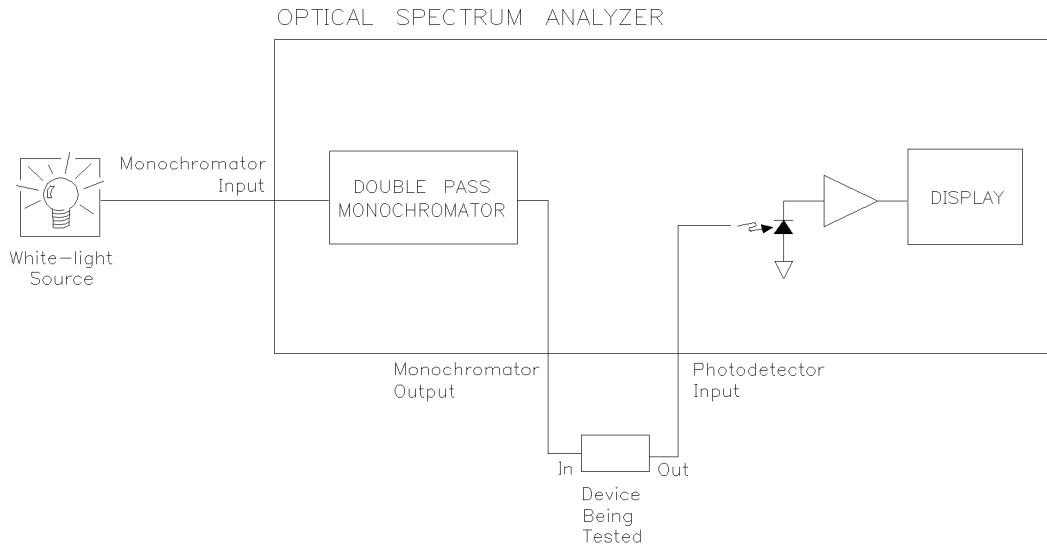 OPTICAL SPECTRUM ANALYZER
Monochromator
Input
DOUBLE PASS
MONOCHROMATOR
DISPLAY
White-light
Source
Monochromator
Output
Photodetector
Input
In
Out
Device
Being
Tested